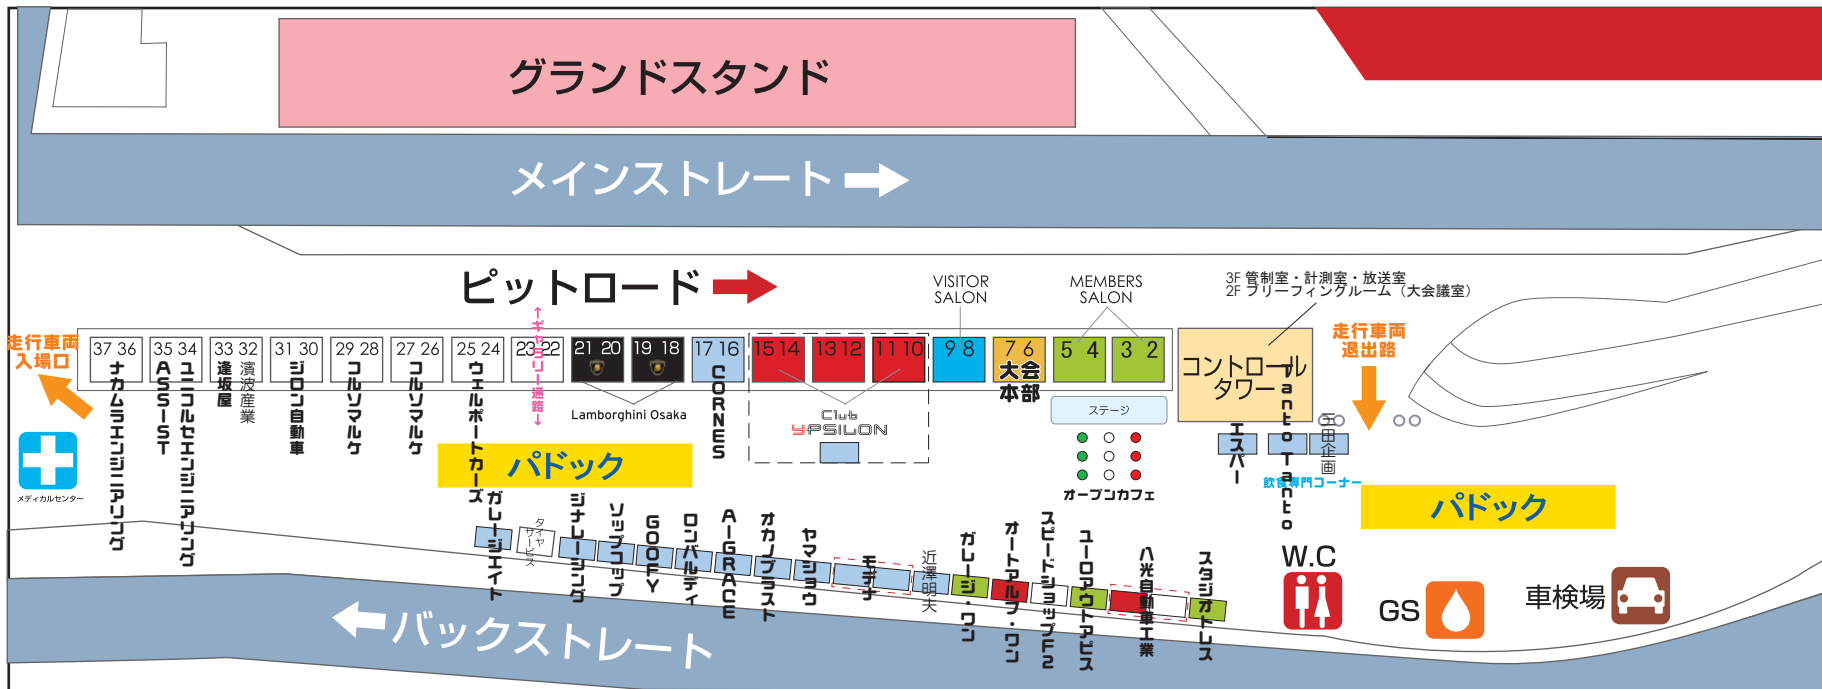 グランドスタンド
メインストレート
ピットロード
VISITOR
SALON
MEMBERS
SALON
3F 管制室・計測室・放送室
2F ブリーフィングルーム（大会議室）
走行車両
入場口
走行車両
退出路
37 36
35 34
33 32
31 30
29 28
27 26
25 24
23 22
21 20
19 18
17 16
15 14
13 12
11 10
9 8
7 6
5 4
3 2
ナカムラエンジニアリング
ASSIST
ユニコルセエンジニアリング
逢坂屋
濱波産業
ジロン自動車
コルソマルケ
コルソマルケ
ウェルポートカーズ
←ギャラリー通路→
Lamborghini Osaka
CORNES
Club
YPSILON
大会
本部
ステージ
オープンカフェ
コントロール
タワー
エスパー
Tanto Tanto
三田企画
飲食専門コーナー
メディカルセンター
パドック
パドック
ガレージエイト
タイヤ
サービス
ジナレーシング
ソップコップ
GOOFY
ロンバルディ
AIGRACE
オカノブラスト
ヤマショウ
モデナ
近澤明夫
ガレージ・ワン
オートアルファ・ワン
スピードショップF2
ユーロアウトアピス
八光自動車工業
スタジオトレス
W.C
GS
車検場
バックストレート